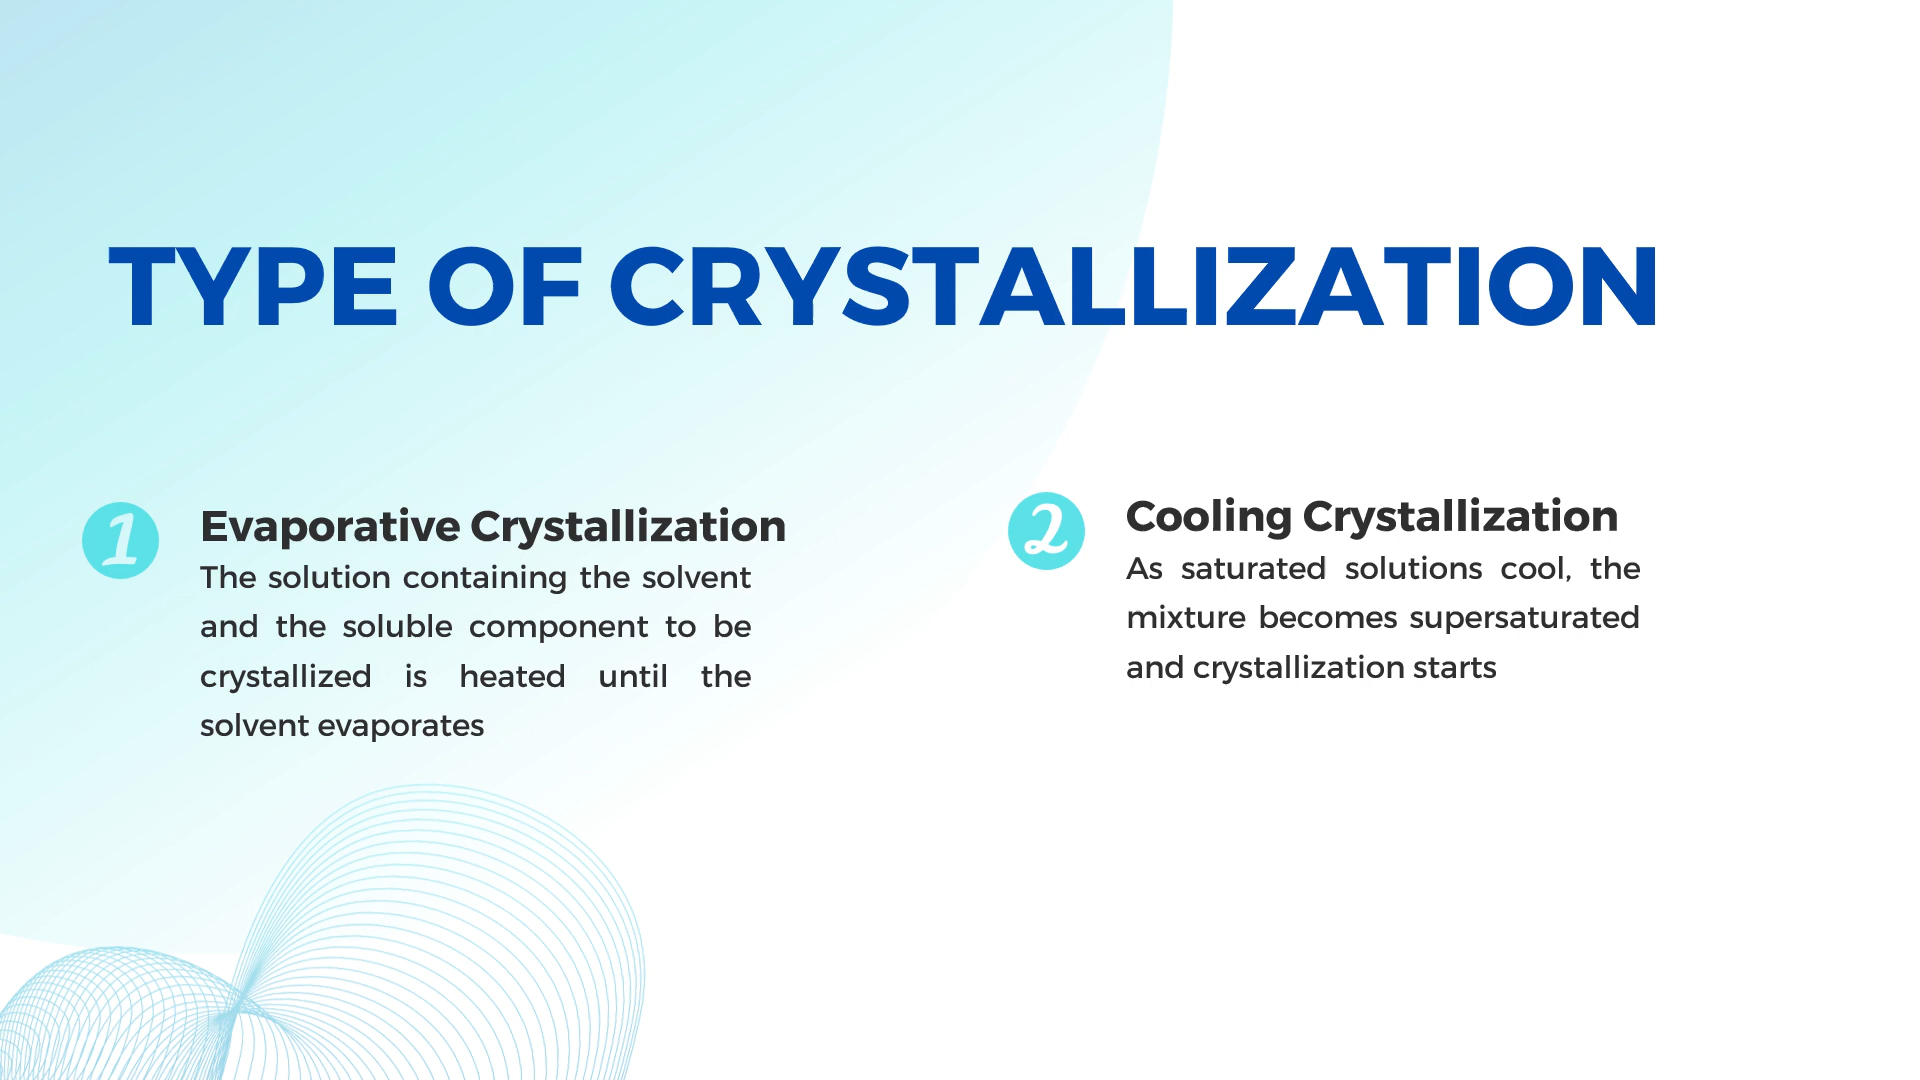 TYPE OF CRYSTALLIZATION
1
Evaporative Crystallization
The solution containing the solvent
and the soluble component to be
crystallized is heated until the
solvent evaporates
2
Cooling Crystallization
As saturated solutions cool, the
mixture becomes supersaturated
and crystallization starts